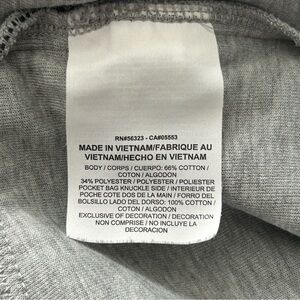 RN#56323 - CA#05553
MADE IN VIETNAM/FABRIQUE AU
VIETNAM/HECHO EN VIETNAM
BODY / CORPS / CUERPO: 66% COTTON /
COTON / ALGODON
34% POLYESTER / POLYESTER / POLIESTER
POCKET BAG KNUCKLE SIDE / INTERIEUR DE
POCHE COTE DOS DE LA MAIN / FORRO DEL
BOLSILLO LADO DEL DORSO: 100% COTTON /
COTON / ALGODON
EXCLUSIVE OF DECORATION / DECORATION
NON COMPRISE / NO INCLUYE LA
DECORACION